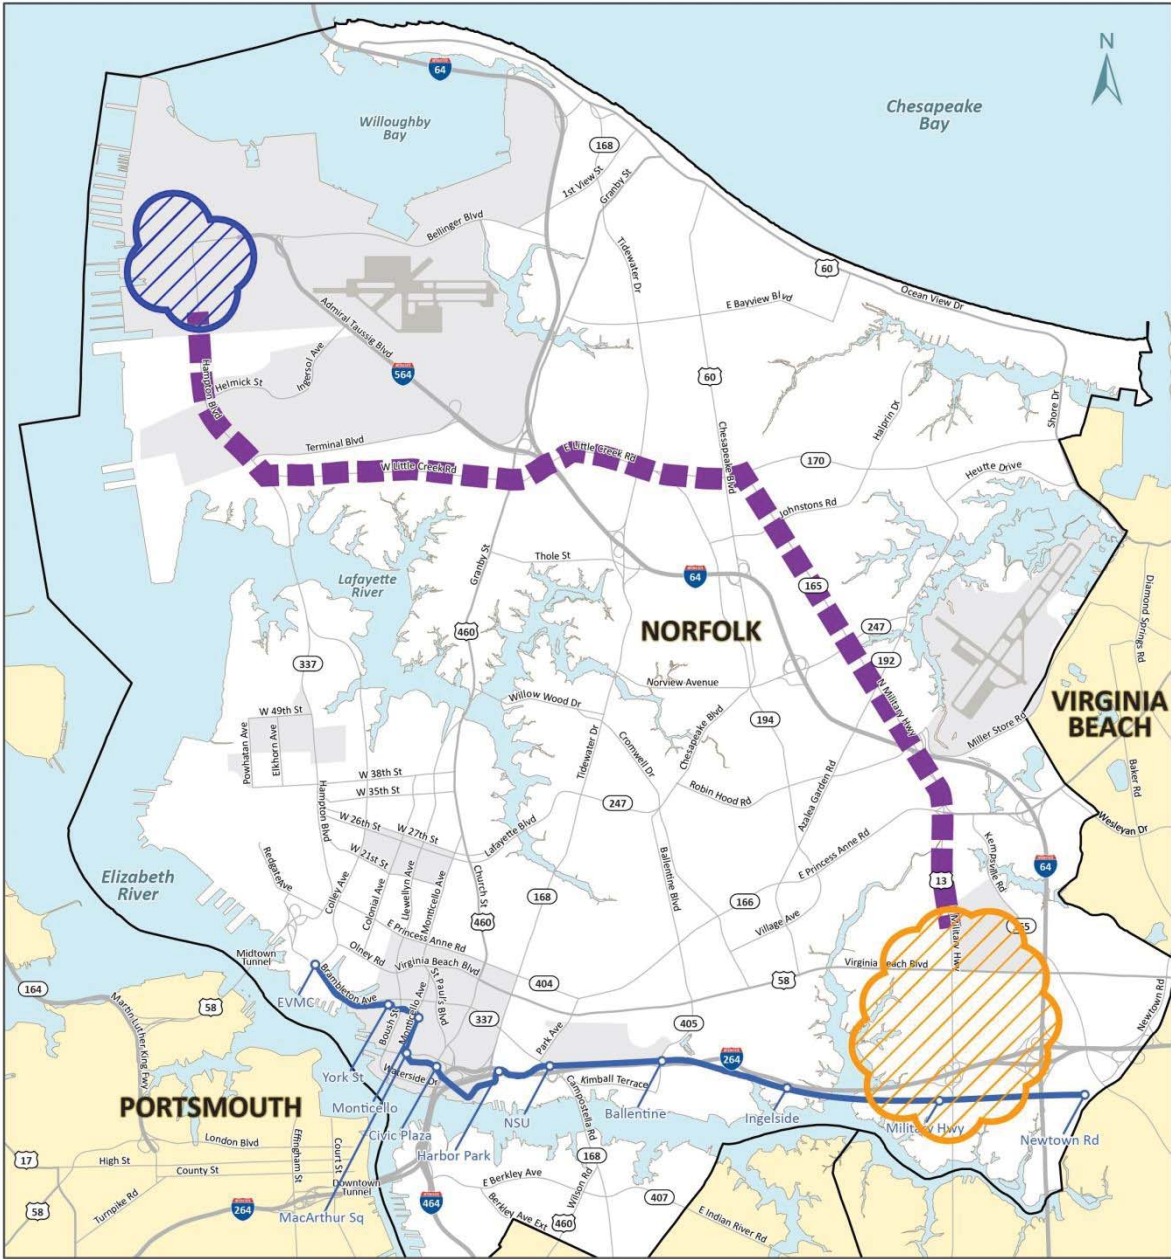 N
64
Willoughby
Bay
Chesapeake
Bay
168
1st View St
Granby St
Bellinger Blvd
Tidewater Dr
60
Ocean View Dr
E Bayview Blvd
Admiral Taussig Blvd
Ingersol Ave
Hampton Blvd
Helmick St
564
60
Shore Dr
Halprin Dr
Chesapeake Blvd
Terminal Blvd
W Little Creek Rd
E Little Creek Rd
170
Heutte Drive
Johnstons Rd
Granby St
Thole St
64
165
Lafayette
River
Diamond Springs Rd
460
NORFOLK
247
192
337
Norview Avenue
N Military Hwy
VIRGINIA
BEACH
Willow Wood Dr
W 49th St
Powhatan Ave
Elkhorn Ave
194
Miller Store Rd
Tidewater Dr
Cromwell Dr
Chesapeake Blvd
W 38th St
W 35th St
Robin Hood Rd
Baker Rd
Azalea Garden Rd
247
Hampton Blvd
W 26th St
W 27th St
Lafayette Blvd
Wesleyan Dr
E Princess Anne Rd
Kempsville Rd
W 21st St
Redgate Ave
Colley Ave
Colonial Ave
Llewellyn Ave
Monticello Ave
Church St
Ballentine Blvd
64
13
Elizabeth
River
168
460
166
Village Ave
E Princess Anne Rd
Military Hwy
Olney Rd
Midtown
Tunnel
Virginia Beach Blvd
Virginia Beach Blvd
58
404
164
EVMC
Brambleton Ave
St Paul's Blvd
Monticello Ave
Boush St
58
Martin Luther King Fwy
337
405
Park Ave
Newtown Rd
264
York St
Waterside Dr
Kimball Terrace
Monticello
Civic Plaza
Harbor Park
NSU
Campostella Rd
Ballentine
Ingelside
Military Hwy
Newtown Rd
PORTSMOUTH
London Blvd
Effingham St
Court St
17
High St
County St
168
Downtown
Tunnel
E Berkley Ave
Wilson Rd
407
58
Turnpike Rd
264
MacArthur Sq
464
Berkley Ave Ext
460
E Indian River Rd